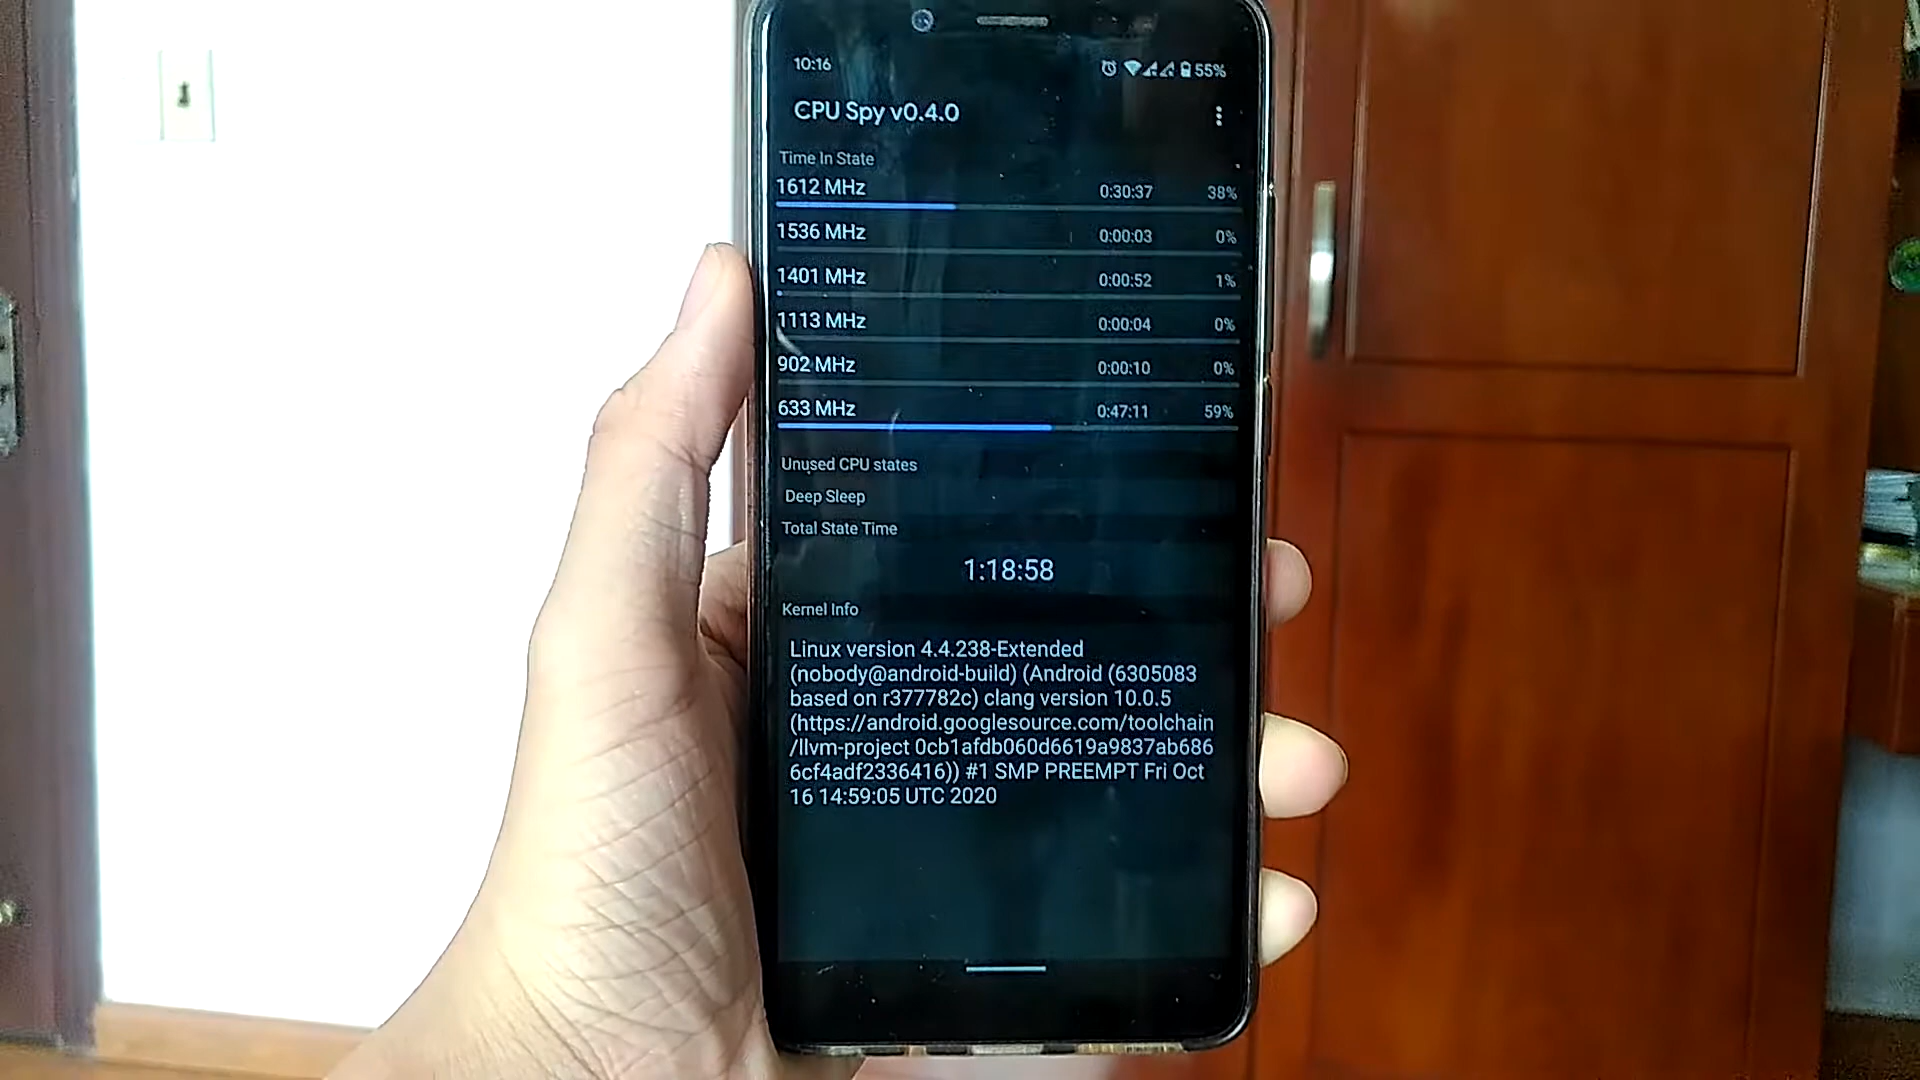 10:16 55%
CPU Spy v0.4.0
Time In State
1612 MHz 0:30:37 38%
1536 MHz 0:00:03 0%
1401 MHz 0:00:52 1%
1113 MHz 0:00:04 0%
902 MHz 0:00:10 0%
633 MHz 0:47:11 59%
Unused CPU states
Deep Sleep
Total State Time
1:18:58
Kernel Info
Linux version 4.4.238-Extended
(nobody@android-build) (Android (6305083
based on r377782c) clang version 10.0.5
(https://android.googlesource.com/toolchain
/llvm-project 0cb1afdb060d6619a9837ab686
6cf4adf2336416)) #1 SMP PREEMPT Fri Oct
16 14:59:05 UTC 2020